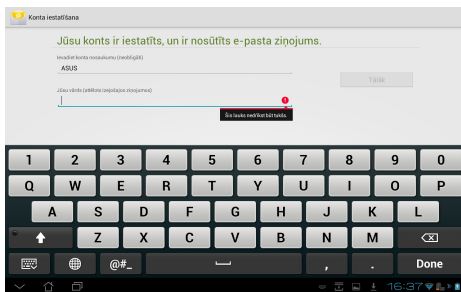 Konta iestatīšana
Jūsu konts ir iestatīts, un ir nosūtīts e-pasta ziņojums.
Ievadiet konta nosaukumu (neobligāti)
ASUS
Tālāk
Jūsu vārds (attēlots izejošajos ziņojumos)
Šis lauks nedrīkst būt tukšs.
1 2 3 4 5 6 7 8 9 0
Q W E R T Y U I O P
A S D F G H J K L
Z X C V B N M
@#_ , . Done
16:37